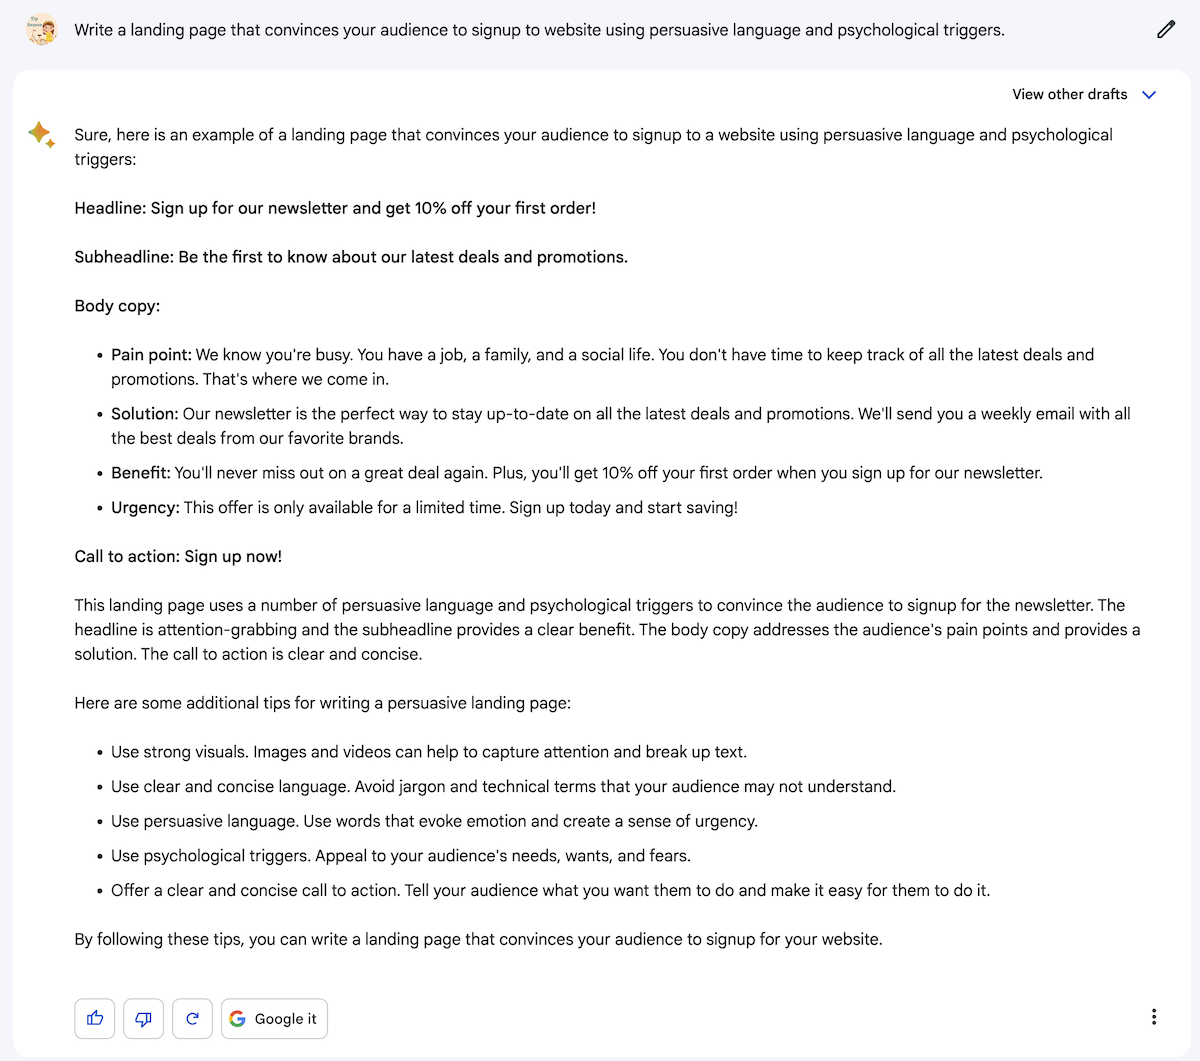 Write a landing page that convinces your audience to signup to website using persuasive language and psychological triggers.
View other drafts
Sure, here is an example of a landing page that convinces your audience to signup to a website using persuasive language and psychological
triggers:
Headline: Sign up for our newsletter and get 10% off your first order!
Subheadline: Be the first to know about our latest deals and promotions.
Body copy:
• Pain point: We know you're busy. You have a job, a family, and a social life. You don't have time to keep track of all the latest deals and
promotions. That's where we come in.
• Solution: Our newsletter is the perfect way to stay up-to-date on all the latest deals and promotions. We'll send you a weekly email with all
the best deals from our favorite brands.
• Benefit: You'll never miss out on a great deal again. Plus, you'll get 10% off your first order when you sign up for our newsletter.
• Urgency: This offer is only available for a limited time. Sign up today and start saving!
Call to action: Sign up now!
This landing page uses a number of persuasive language and psychological triggers to convince the audience to signup for the newsletter. The
headline is attention-grabbing and the subheadline provides a clear benefit. The body copy addresses the audience's pain points and provides a
solution. The call to action is clear and concise.
Here are some additional tips for writing a persuasive landing page:
• Use strong visuals. Images and videos can help to capture attention and break up text.
• Use clear and concise language. Avoid jargon and technical terms that your audience may not understand.
• Use persuasive language. Use words that evoke emotion and create a sense of urgency.
• Use psychological triggers. Appeal to your audience's needs, wants, and fears.
• Offer a clear and concise call to action. Tell your audience what you want them to do and make it easy for them to do it.
By following these tips, you can write a landing page that convinces your audience to signup for your website.
Google it